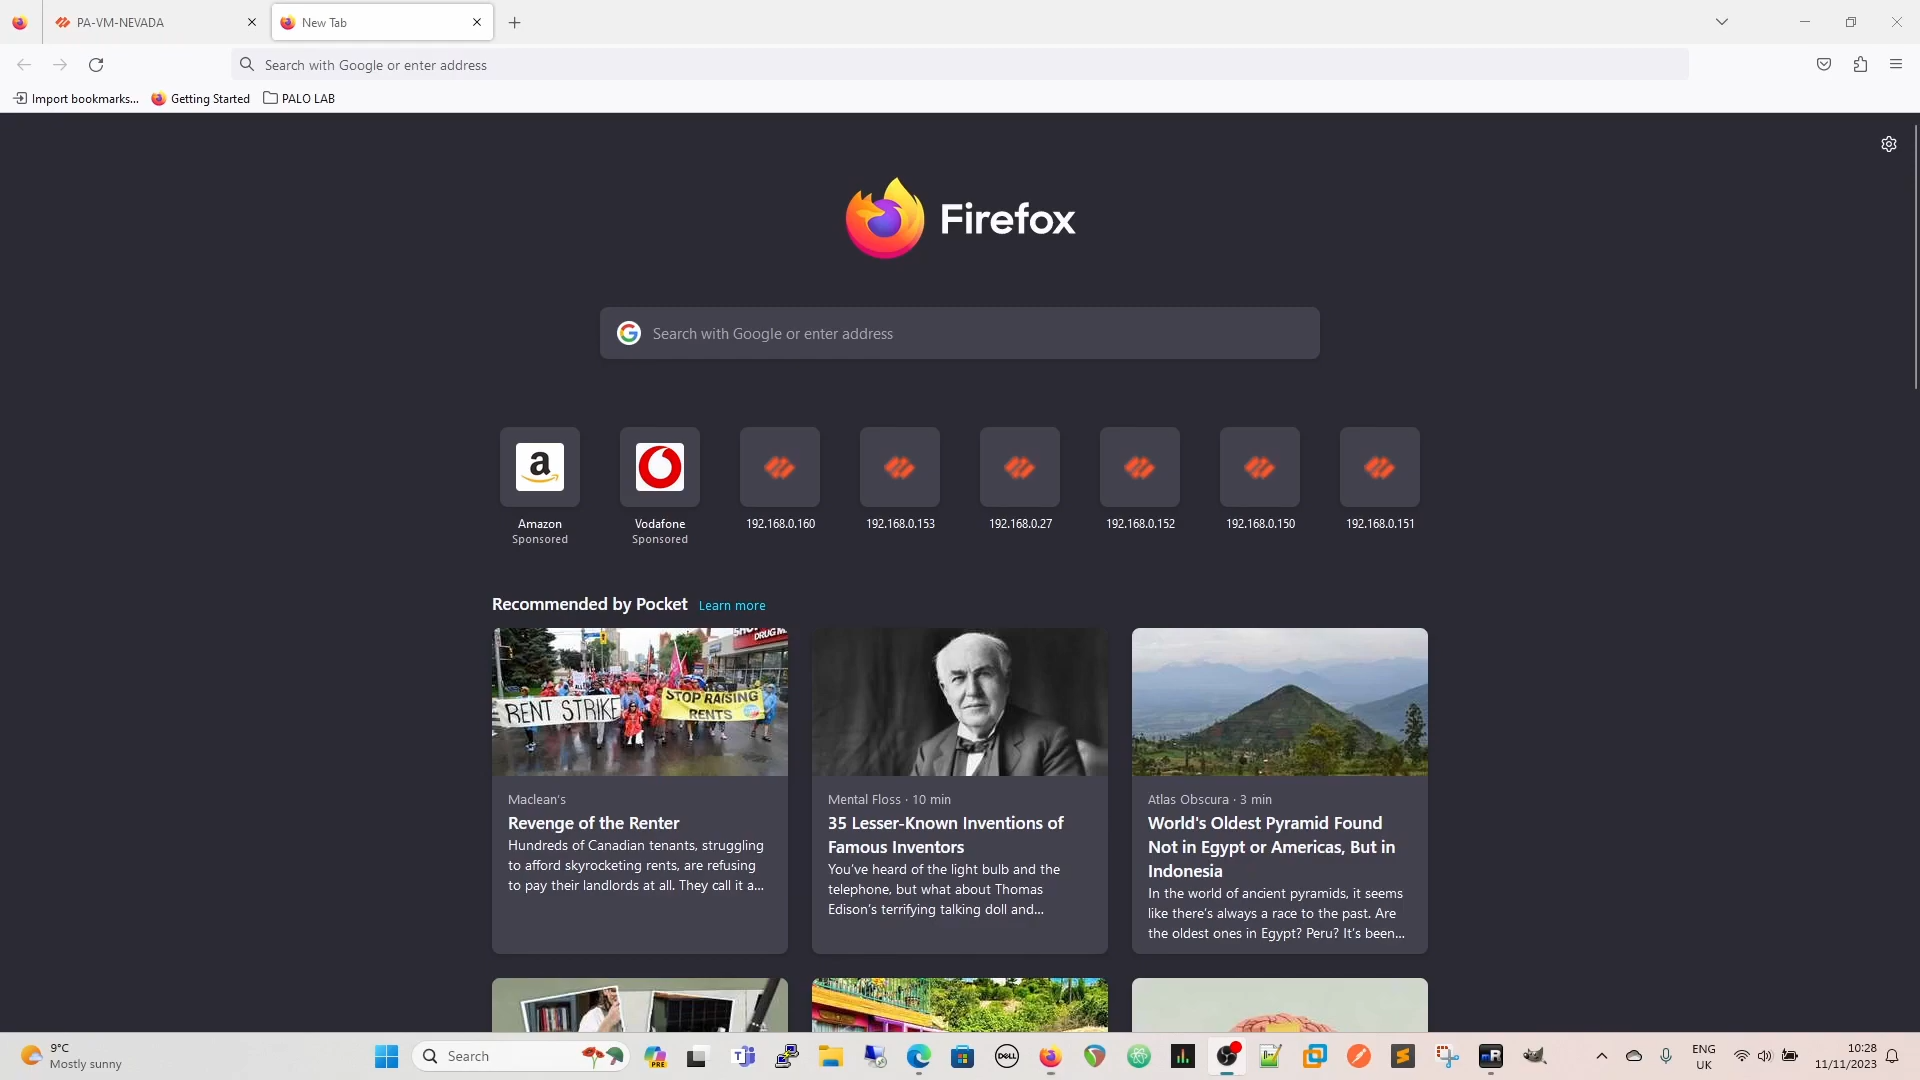 PA-VM-NEVADA
New Tab
Search with Google or enter address
Import bookmarks...
Getting Started
PALO LAB
Firefox
Search with Google or enter address
a
Amazon
Sponsored
Vodafone
Sponsored
192.168.0.160
192.168.0.153
192.168.0.27
192.168.0.152
192.168.0.150
192.168.0.151
Recommended by Pocket Learn more
DRUG M
RENT STRIKE
STOP RAISING
RENTS
Maclean's
Revenge of the Renter
Hundreds of Canadian tenants, struggling
to afford skyrocketing rents, are refusing
to pay their landlords at all. They call it a...
Mental Floss · 10 min
35 Lesser-Known Inventions of
Famous Inventors
You've heard of the light bulb and the
telephone, but what about Thomas
Edison's terrifying talking doll and...
Atlas Obscura · 3 min
World's Oldest Pyramid Found
Not in Egypt or Americas, But in
Indonesia
In the world of ancient pyramids, it seems
like there's always a race to the past. Are
the oldest ones in Egypt? Peru? It's been...
9°C
Mostly sunny
Search
PRE
DELL
ENG
UK
10:28
11/11/2023